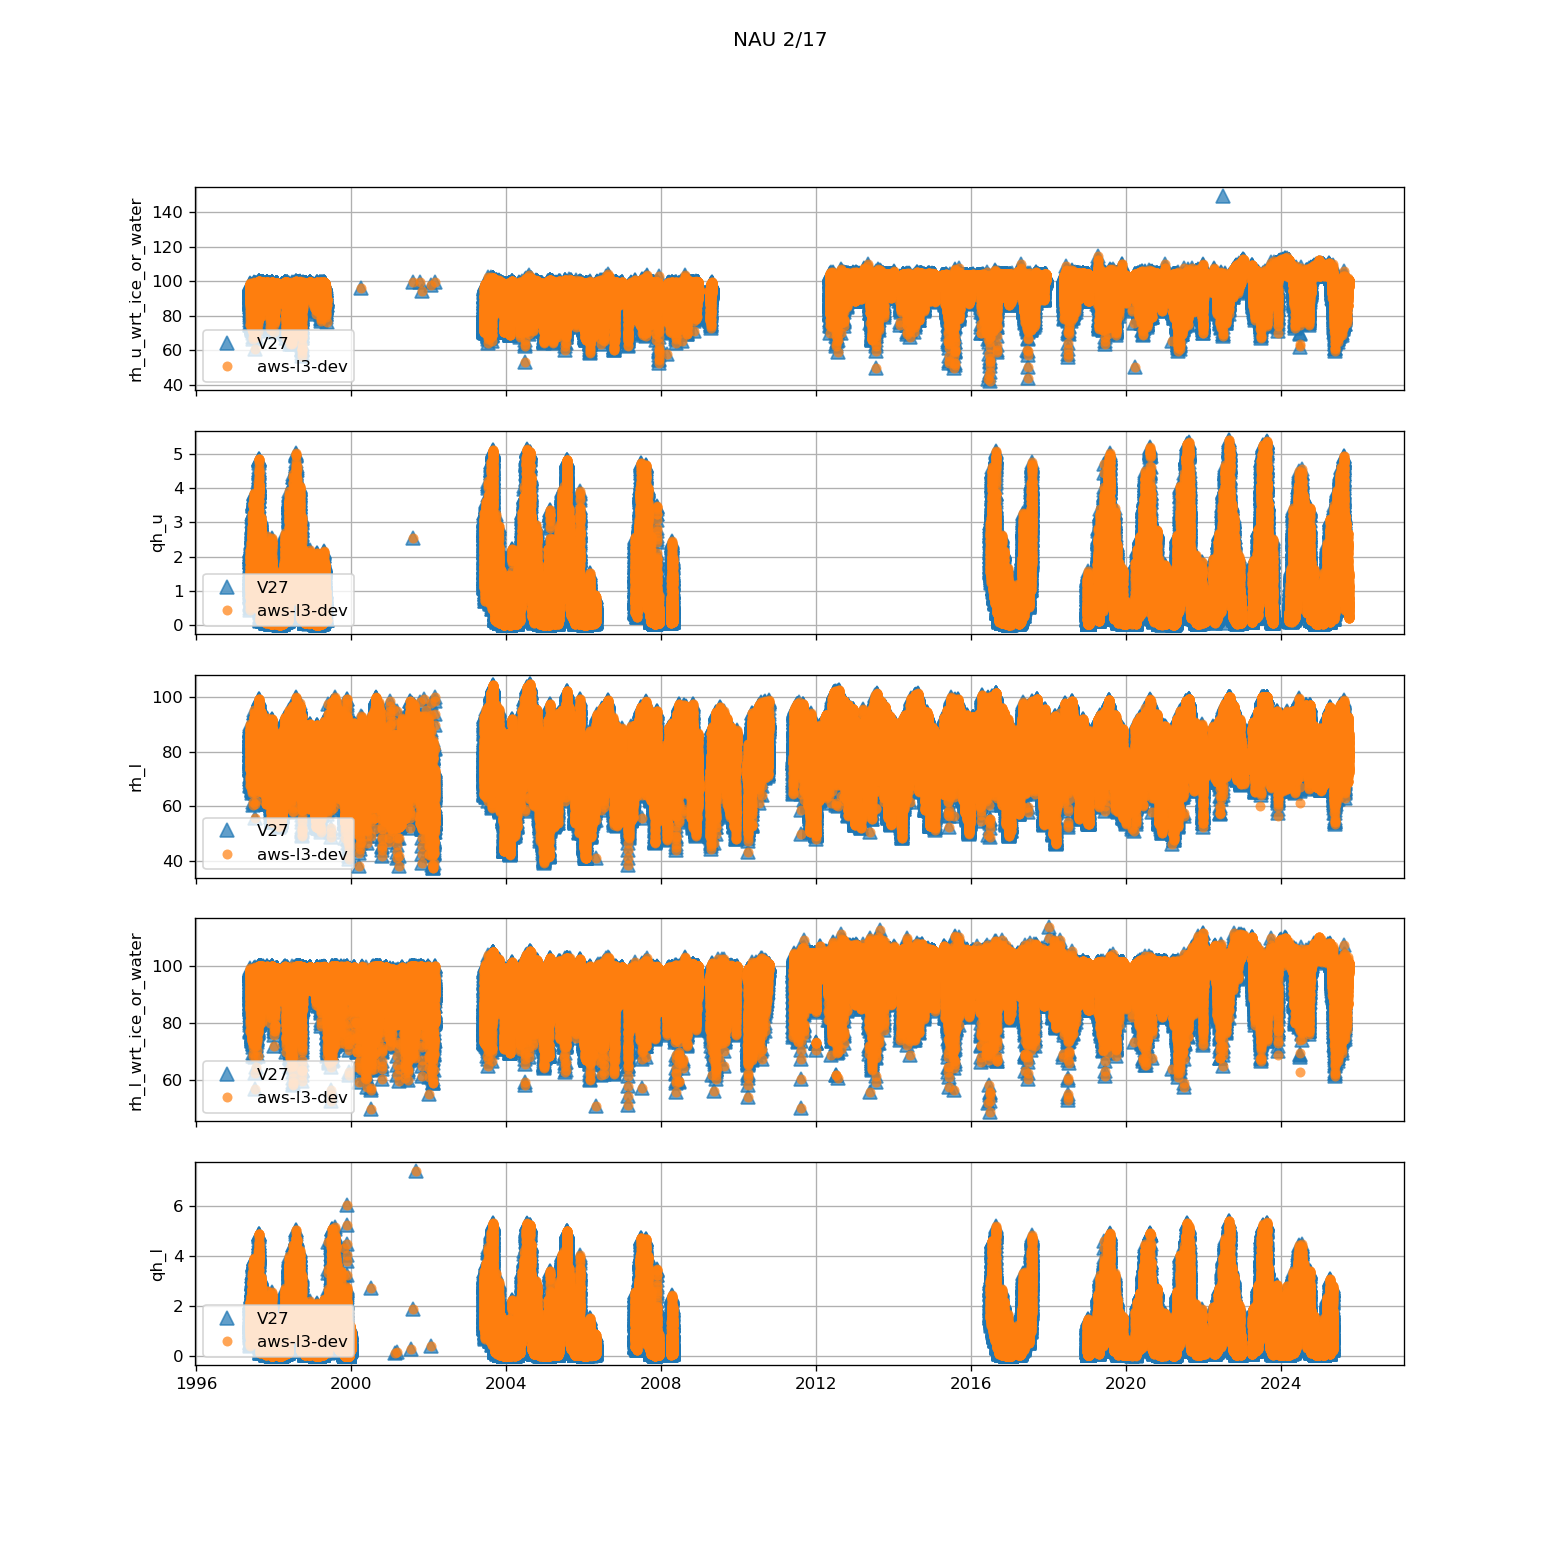 NAU 2/17
rh_u_wrt_ice_or_water
140
120
100
80
60
40
V27
aws-l3-dev
qh_u
5
4
3
2
1
0
V27
aws-l3-dev
rh_l
100
80
60
40
V27
aws-l3-dev
rh_l_wrt_ice_or_water
100
80
60
V27
aws-l3-dev
qh_l
6
4
2
0
V27
aws-l3-dev
1996 2000 2004 2008 2012 2016 2020 2024